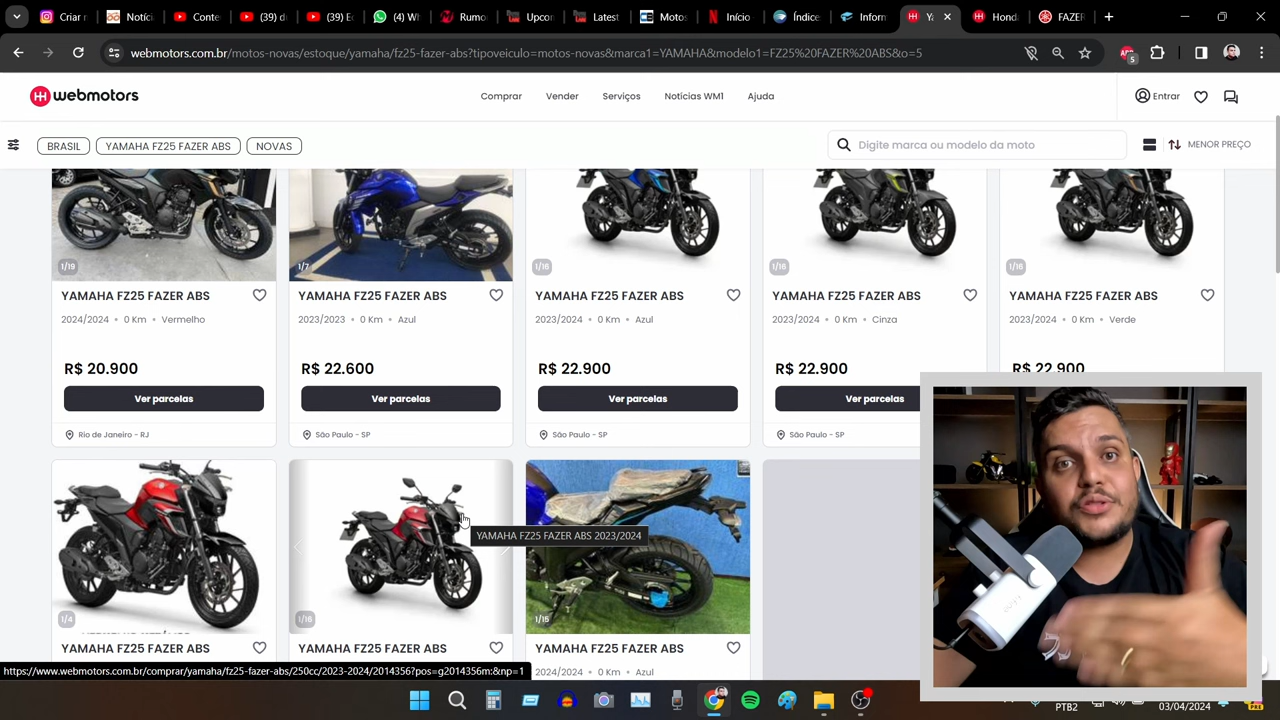 Criar r
Notíci
Conte
(39) d
(39) E
(4) W
Rumo
Upcon
Latest
Motos
Início
Índice
Inform
Ya
Honda
FAZER
webmotors.com.br/motos-novas/estoque/yamaha/fz25-fazer-abs?tipoveiculo=motos-novas&marca1=YAMAHA&modelo1=FZ25%20FAZER%20ABS&o=5
5
webmotors
Comprar Vender Serviços Notícias WM1 Ajuda
Entrar
BRASIL YAMAHA FZ25 FAZER ABS NOVAS
Digite marca ou modelo da moto
MENOR PREÇO
1/19 1/7 1/16 1/16 1/16
YAMAHA FZ25 FAZER ABS YAMAHA FZ25 FAZER ABS YAMAHA FZ25 FAZER ABS YAMAHA FZ25 FAZER ABS YAMAHA FZ25 FAZER ABS
2024/2024 • 0 Km • Vermelho 2023/2023 • 0 Km • Azul 2023/2024 • 0 Km • Azul 2023/2024 • 0 Km • Cinza 2023/2024 • 0 Km • Verde
R$ 20.900 R$ 22.600 R$ 22.900 R$ 22.900 R$ 22.900
Ver parcelas Ver parcelas Ver parcelas Ver parcelas
Rio de Janeiro - RJ São Paulo - SP São Paulo - SP São Paulo - SP
YAMAHA FZ25 FAZER ABS 2023/2024
1/4 1/16 1/15
YAMAHA FZ25 FAZER ABS YAMAHA FZ25 FAZER ABS YAMAHA FZ25 FAZER ABS
https://www.webmotors.com.br/comprar/yamaha/fz25-fazer-abs/250cc/2023-2024/2014356?pos=g2014356m:&np=1
2024/2024 • 0 Km • Azul
PTB2
03/04/2024